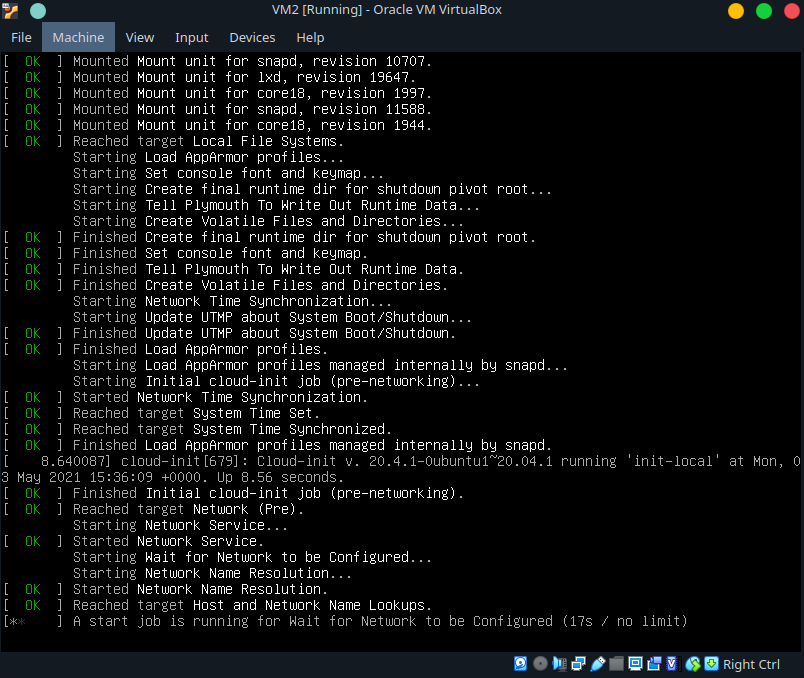 VM2 [Running] - Oracle VM VirtualBox
File Machine View Input Devices Help
[ OK ] Mounted Mount unit for snapd, revision 10707.
[ OK ] Mounted Mount unit for lxd, revision 19647.
[ OK ] Mounted Mount unit for core18, revision 1997.
[ OK ] Mounted Mount unit for snapd, revision 11588.
[ OK ] Mounted Mount unit for core18, revision 1944.
[ OK ] Reached target Local File Systems.
Starting Load AppArmor profiles...
Starting Set console font and keymap...
Starting Create final runtime dir for shutdown pivot root...
Starting Tell Plymouth To Write Out Runtime Data...
Starting Create Volatile Files and Directories...
[ OK ] Finished Create final runtime dir for shutdown pivot root.
[ OK ] Finished Set console font and keymap.
[ OK ] Finished Tell Plymouth To Write Out Runtime Data.
[ OK ] Finished Create Volatile Files and Directories.
Starting Network Time Synchronization...
Starting Update UTMP about System Boot/Shutdown...
[ OK ] Finished Update UTMP about System Boot/Shutdown.
[ OK ] Finished Load AppArmor profiles.
Starting Load AppArmor profiles managed internally by snapd...
Starting Initial cloud-init job (pre-networking)...
[ OK ] Started Network Time Synchronization.
[ OK ] Reached target System Time Set.
[ OK ] Reached target System Time Synchronized.
[ OK ] Finished Load AppArmor profiles managed internally by snapd.
[ 8.640087] cloud-init[679]: Cloud-init v. 20.4.1-0ubuntu1~20.04.1 running 'init-local' at Mon, 0
3 May 2021 15:36:09 +0000. Up 8.56 seconds.
[ OK ] Finished Initial cloud-init job (pre-networking).
[ OK ] Reached target Network (Pre).
Starting Network Service...
[ OK ] Started Network Service.
Starting Wait for Network to be Configured...
Starting Network Name Resolution...
[ OK ] Started Network Name Resolution.
[ OK ] Reached target Host and Network Name Lookups.
[** ] A start job is running for Wait for Network to be Configured (17s / no limit)
Right Ctrl